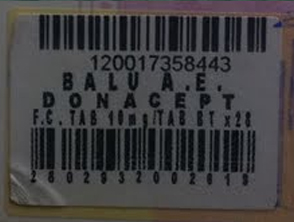 120017358443
BALU A.E.
DONACEPT
F.C. TAB 10mg/TAB BT x28
2802932002019